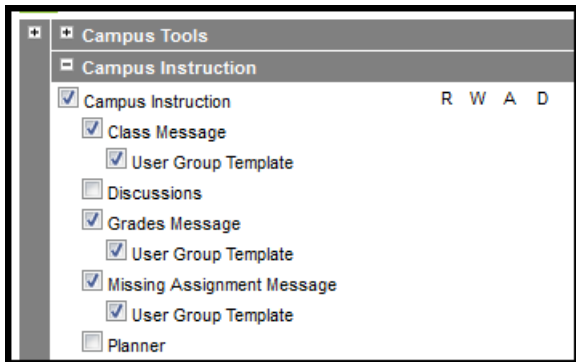 Campus Tools
Campus Instruction
Campus Instruction R W A D
Class Message
User Group Template
Discussions
Grades Message
User Group Template
Missing Assignment Message
User Group Template
Planner